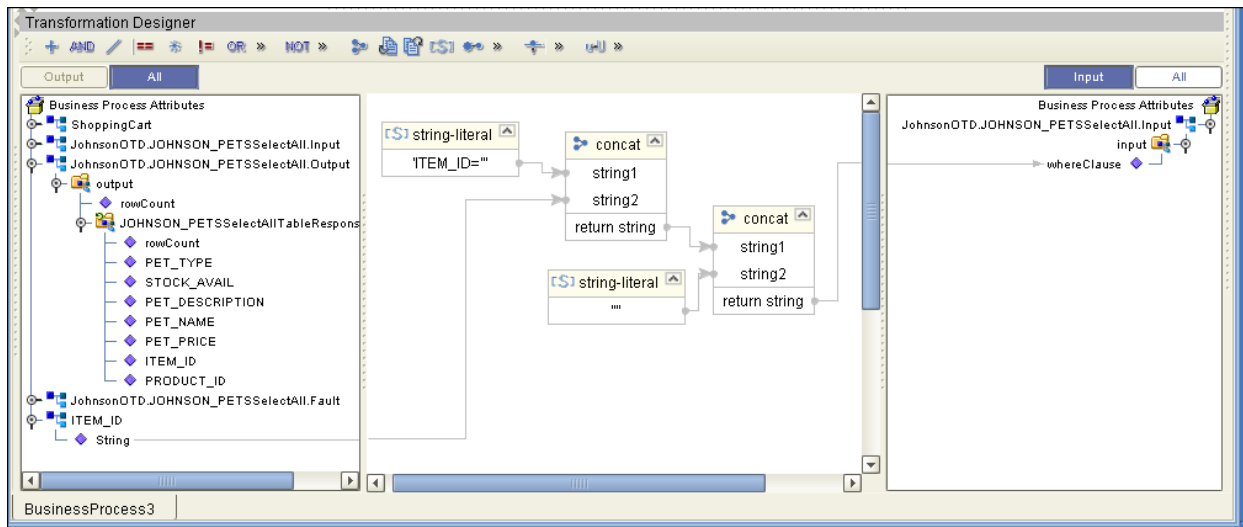 Transformation Designer
AND == != OR » NOT » [S] » » »
Output All Input All
Business Process Attributes
ShoppingCart
JohnsonOTD.JOHNSON_PETSSelectAll.Input
JohnsonOTD.JOHNSON_PETSSelectAll.Output
output
rowCount
JOHNSON_PETSSelectAllTableRespons
rowCount
PET_TYPE
STOCK_AVAIL
PET_DESCRIPTION
PET_NAME
PET_PRICE
ITEM_ID
PRODUCT_ID
JohnsonOTD.JOHNSON_PETSSelectAll.Fault
ITEM_ID
String
[S] string-literal
'ITEM_ID="'
concat
string1
string2
return string
[S] string-literal
'"'
concat
string1
string2
return string
Business Process Attributes
JohnsonOTD.JOHNSON_PETSSelectAll.Input
input
whereClause
BusinessProcess3